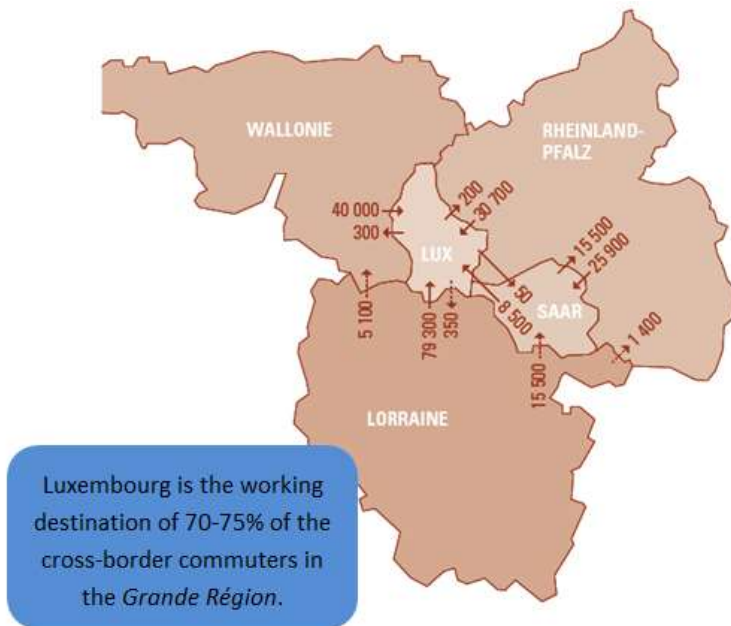 WALLONIE
RHEINLAND-
PFALZ
40 000
300
200
30 700
LUX
15 500
25 900
50
8 500
SAAR
5 100
79 300
350
15 500
1 400
LORRAINE
Luxembourg is the working
destination of 70-75% of the
cross-border commuters in
the Grande Région.